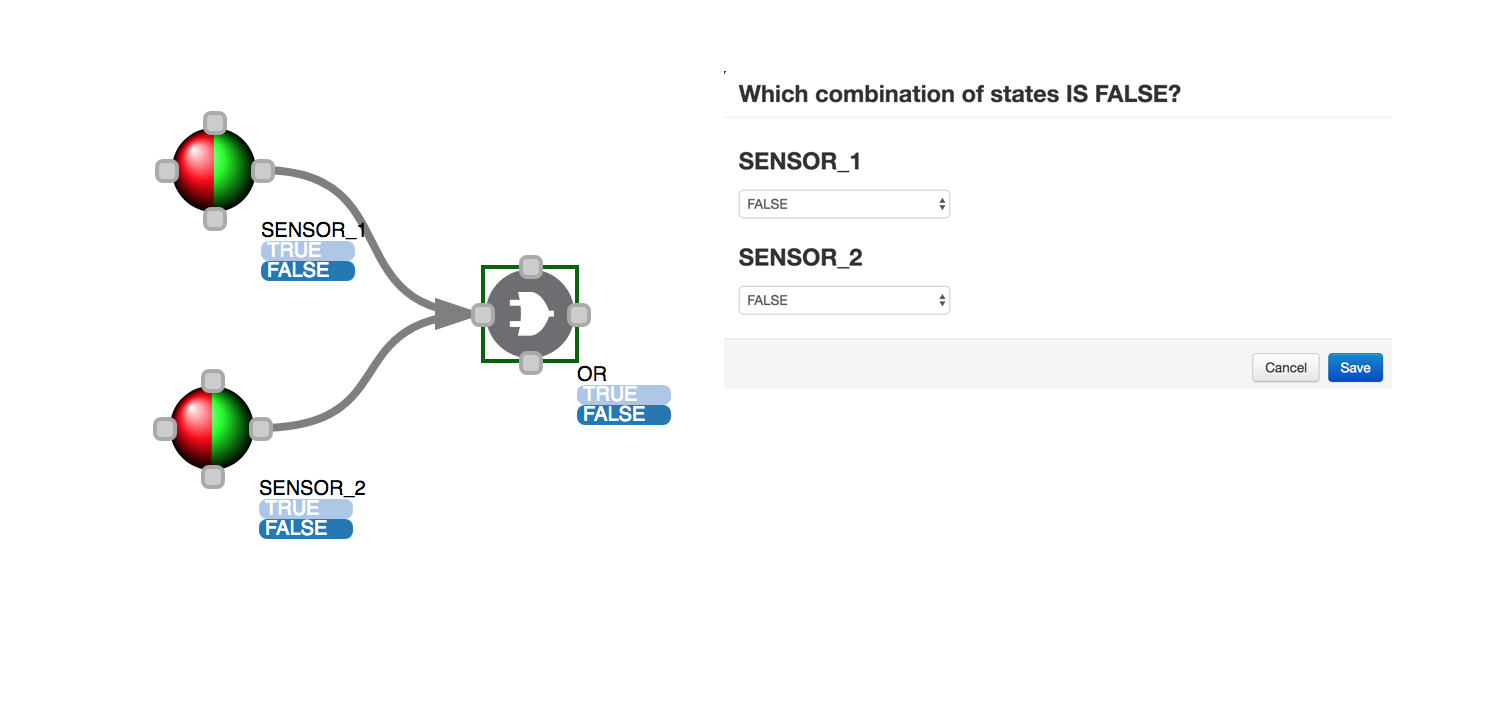 SENSOR_1
TRUE
FALSE
OR
TRUE
FALSE
SENSOR_2
TRUE
FALSE
Which combination of states IS FALSE?
SENSOR_1
FALSE
SENSOR_2
FALSE
Cancel Save